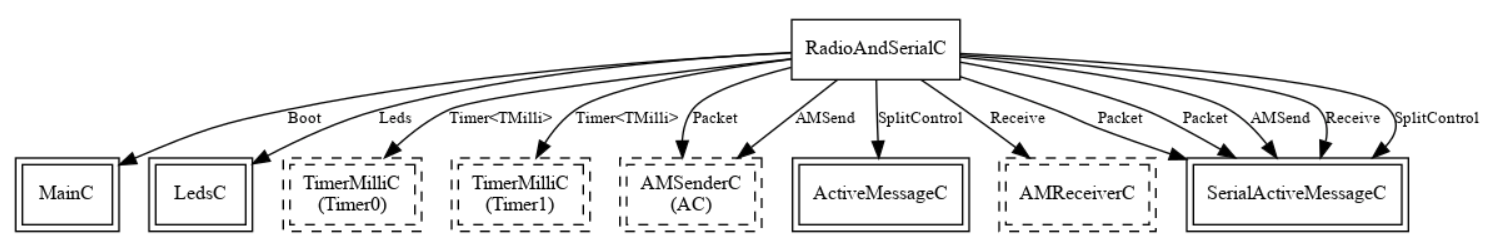 RadioAndSerialC
Boot
Leds
Timer<TMilli>
Timer<TMilli>
Packet
AMSend
SplitControl
Receive
Packet
Packet
AMSend
Receive
SplitControl
MainC
LedsC
TimerMilliC
(Timer0)
TimerMilliC
(Timer1)
AMSenderC
(AC)
ActiveMessageC
AMReceiverC
SerialActiveMessageC